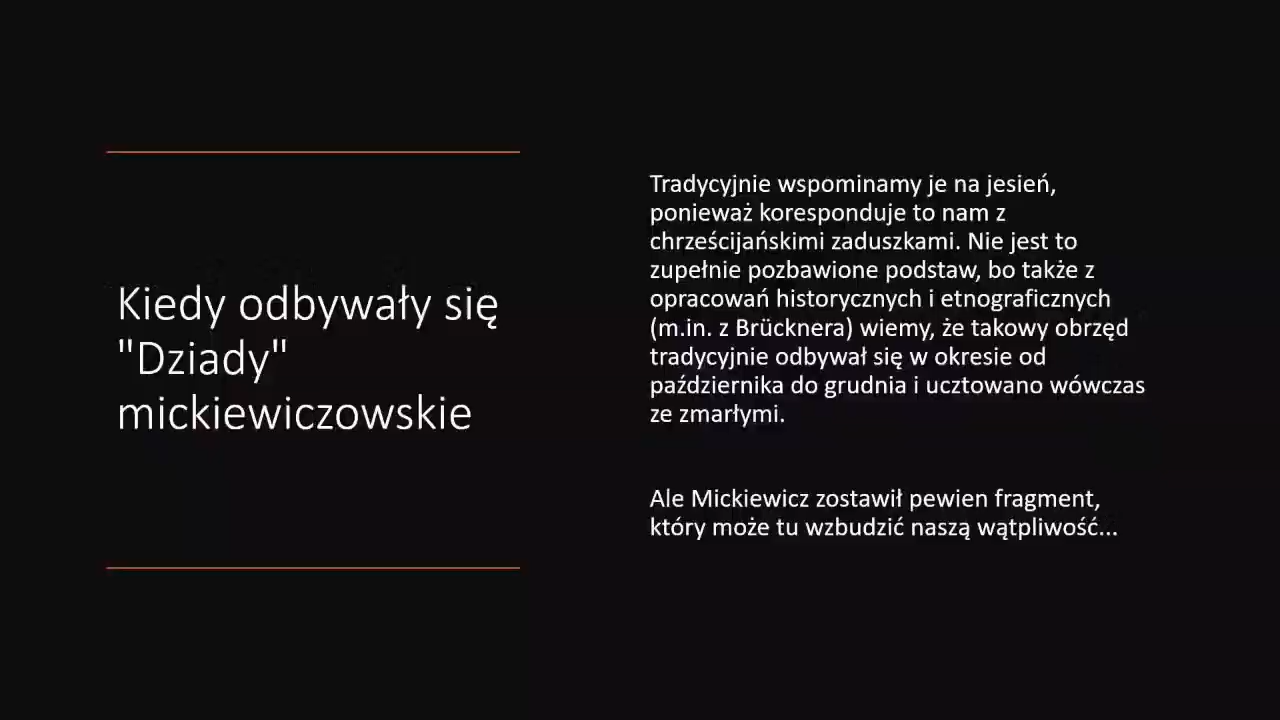 Kiedy odbywały się
"Dziady"
mickiewiczowskie
Tradycyjnie wspominamy je na jesień,
ponieważ koresponduje to nam z
chrześcijańskimi zaduszkami. Nie jest to
zupełnie pozbawione podstaw, bo także z
opracowań historycznych i etnograficznych
(m.in. z Brücknera) wiemy, że takowy obrzęd
tradycyjnie odbywał się w okresie od
października do grudnia i ucztowano wówczas
ze zmarłymi.
Ale Mickiewicz zostawił pewien fragment,
który może tu wzbudzić naszą wątpliwość...